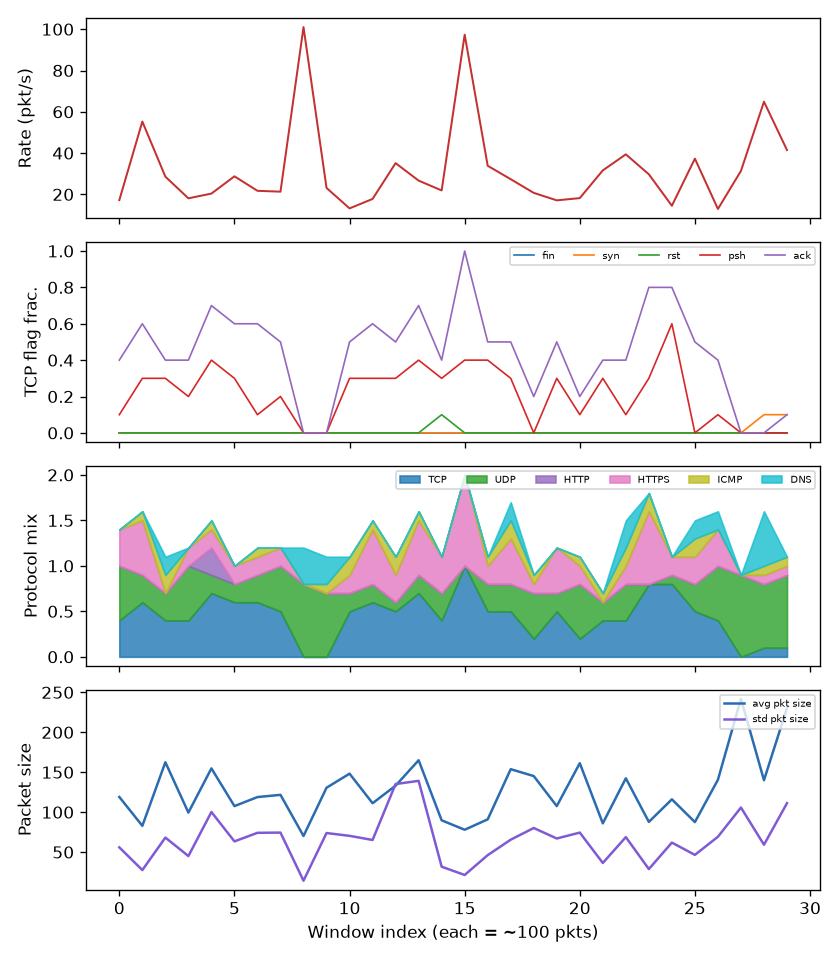 Rate (pkt/s)
100
80
60
40
20
TCP flag frac.
1.0
0.8
0.6
0.4
0.2
0.0
fin syn rst psh ack
Protocol mix
2.0
1.5
1.0
0.5
0.0
TCP UDP HTTP HTTPS ICMP DNS
Packet size
250
200
150
100
50
avg pkt size
std pkt size
0 5 10 15 20 25 30
Window index (each = ~100 pkts)